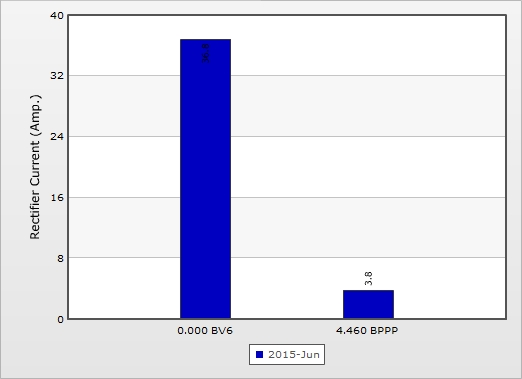 40
32
24
16
8
0
Rectifier Current (Amp.)
3.8
0.000 BV6
4.460 BPPP
2015-Jun